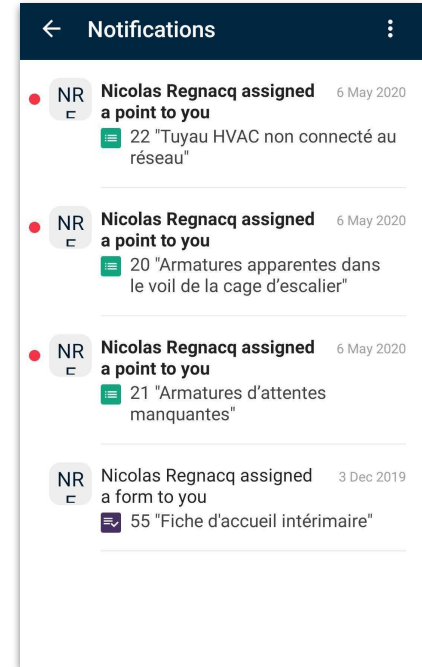 Notifications
NR
Nicolas Regnacq assigned
6 May 2020
a point to you
22 "Tuyau HVAC non connecté au
réseau"
NR
Nicolas Regnacq assigned
6 May 2020
a point to you
20 "Armatures apparentes dans
le voil de la cage d’escalier"
NR
Nicolas Regnacq assigned
6 May 2020
a point to you
21 "Armatures d’attentes
manquantes"
NR
Nicolas Regnacq assigned
3 Dec 2019
a form to you
55 "Fiche d'accueil intérimaire"